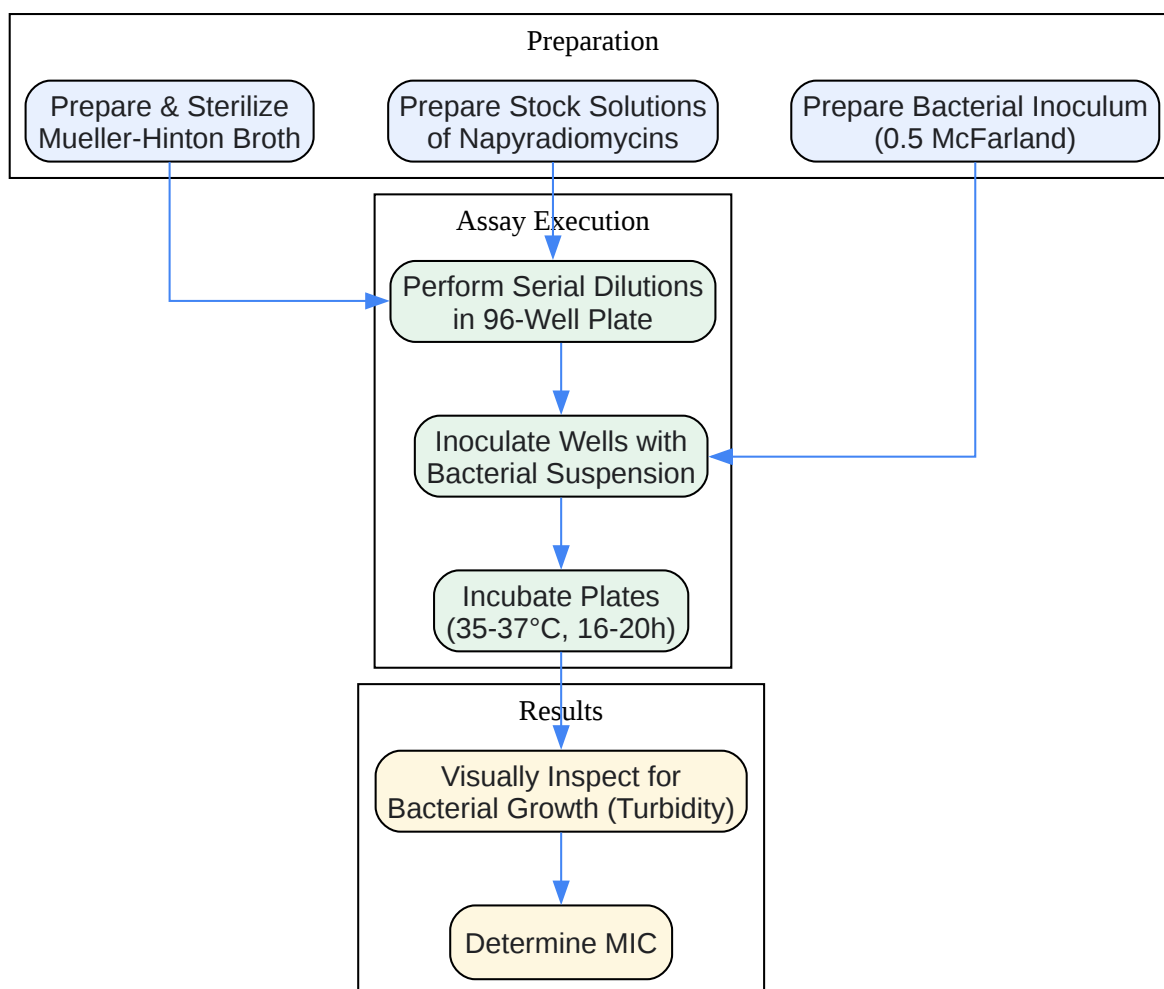 Preparation
Prepare & Sterilize
Mueller-Hinton Broth
Prepare Stock Solutions
of Napyradiomycins
Prepare Bacterial Inoculum
(0.5 McFarland)
Assay Execution
Perform Serial Dilutions
in 96-Well Plate
Inoculate Wells with
Bacterial Suspension
Incubate Plates
(35-37°C, 16-20h)
Results
Visually Inspect for
Bacterial Growth (Turbidity)
Determine MIC